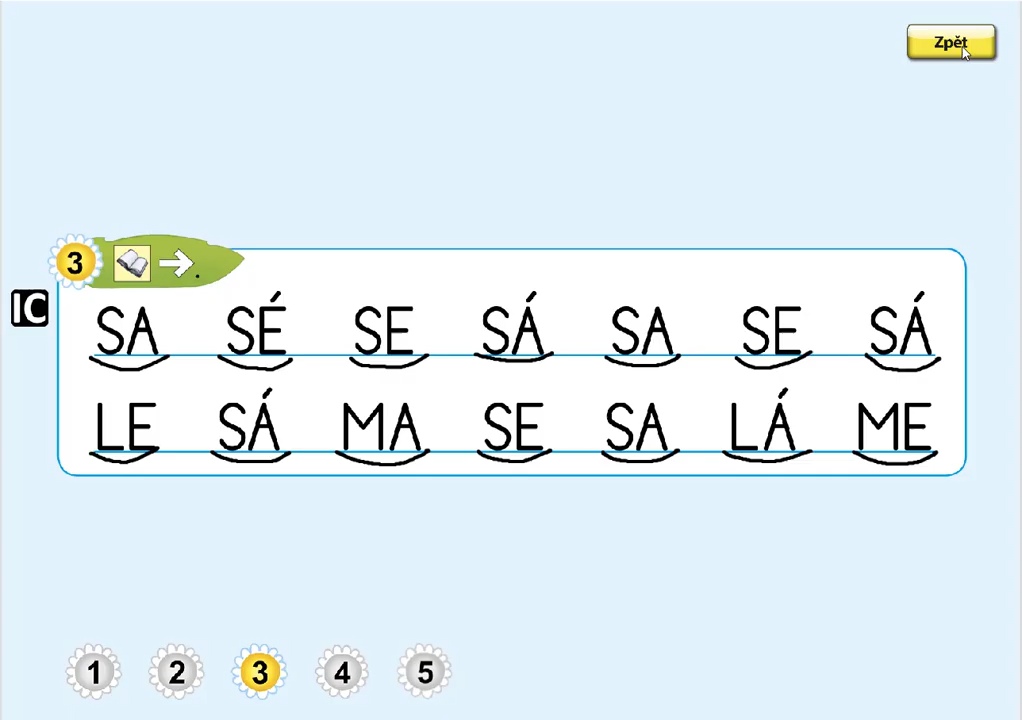 Zpět
3 → .
IC
SA SÉ SE SÁ SA SE SÁ
LE SÁ MA SE SA LÁ ME
1 2 3 4 5